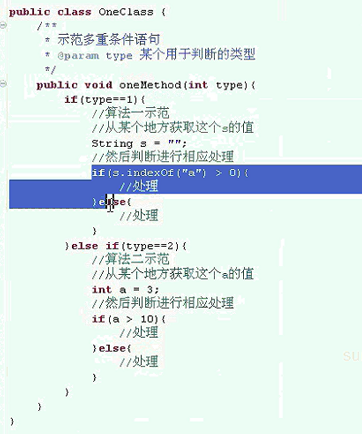 public class OneClass {
/**
* 示范多重条件语句
* @param type 某个用于判断的类型
*/
public void oneMethod(int type){
if(type==1){
//算法一示范
//从某个地方获取这个s的值
String s = "";
//然后判断进行相应处理
if(s.indexOf("a") > 0){
//处理
}else{
//处理
}
}else if(type==2){
//算法二示范
//从某个地方获取这个a的值
int a = 3;
//然后判断进行相应处理
if(a > 10){
//处理
}else{
//处理
}
}
}
}